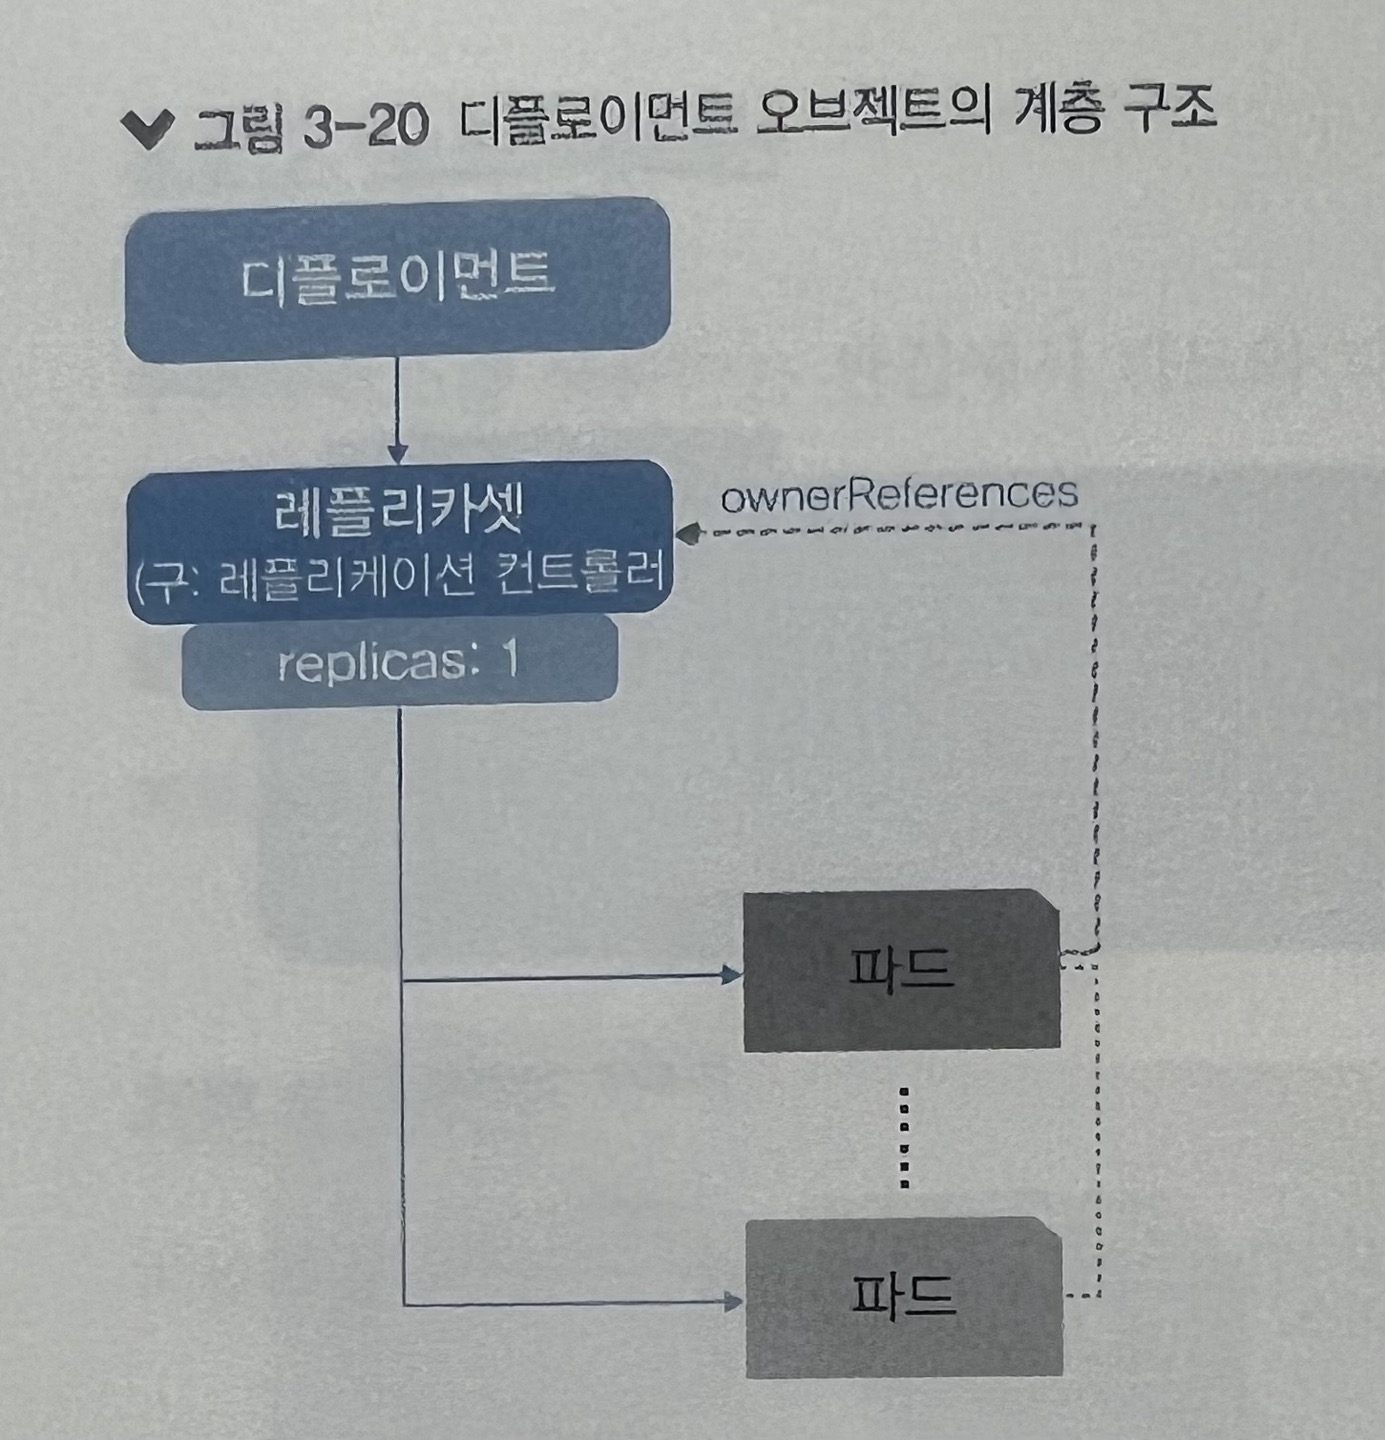 그림 3-20 디플로이먼트 오브젝트의 계층 구조
디플로이먼트
레플리카셋
(구: 레플리케이션 컨트롤러
replicas: 1
ownerReferences
파드
파드